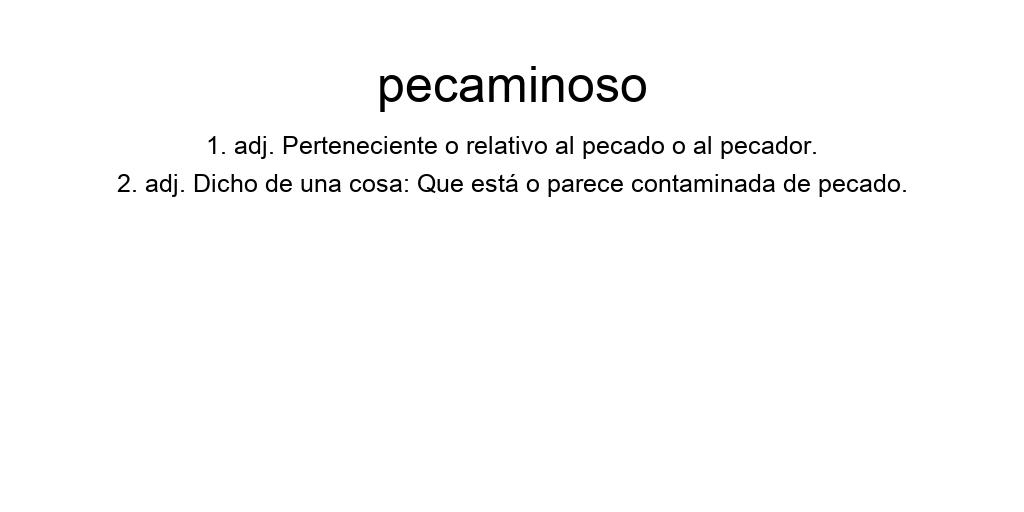 pecaminoso
1. adj. Perteneciente o relativo al pecado o al pecador.
2. adj. Dicho de una cosa: Que está o parece contaminada de pecado.